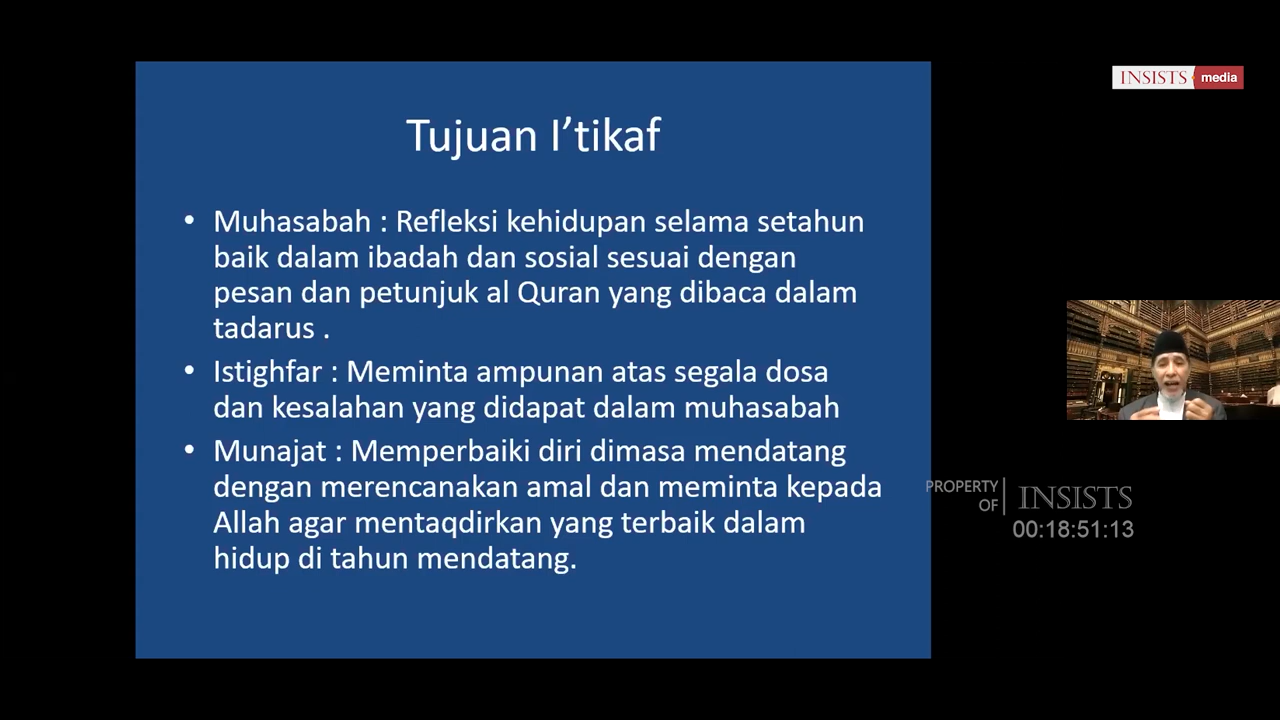 INSISTS media
Tujuan I’tikaf
• Muhasabah : Refleksi kehidupan selama setahun
baik dalam ibadah dan sosial sesuai dengan
pesan dan petunjuk al Quran yang dibaca dalam
tadarus .
• Istighfar : Meminta ampunan atas segala dosa
dan kesalahan yang didapat dalam muhasabah
• Munajat : Memperbaiki diri dimasa mendatang
dengan merencanakan amal dan meminta kepada
Allah agar mentaqdirkan yang terbaik dalam
hidup di tahun mendatang.
PROPERTY
OF
INSISTS
00:18:51:13